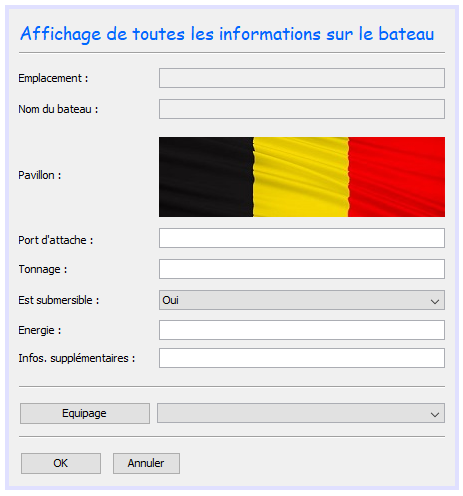 Affichage de toutes les informations sur le bateau
Emplacement :
Nom du bateau :
Pavillon :
Port d'attache :
Tonnage :
Est submersible : Oui
Energie :
Infos. supplémentaires :
Equipage
OK Annuler